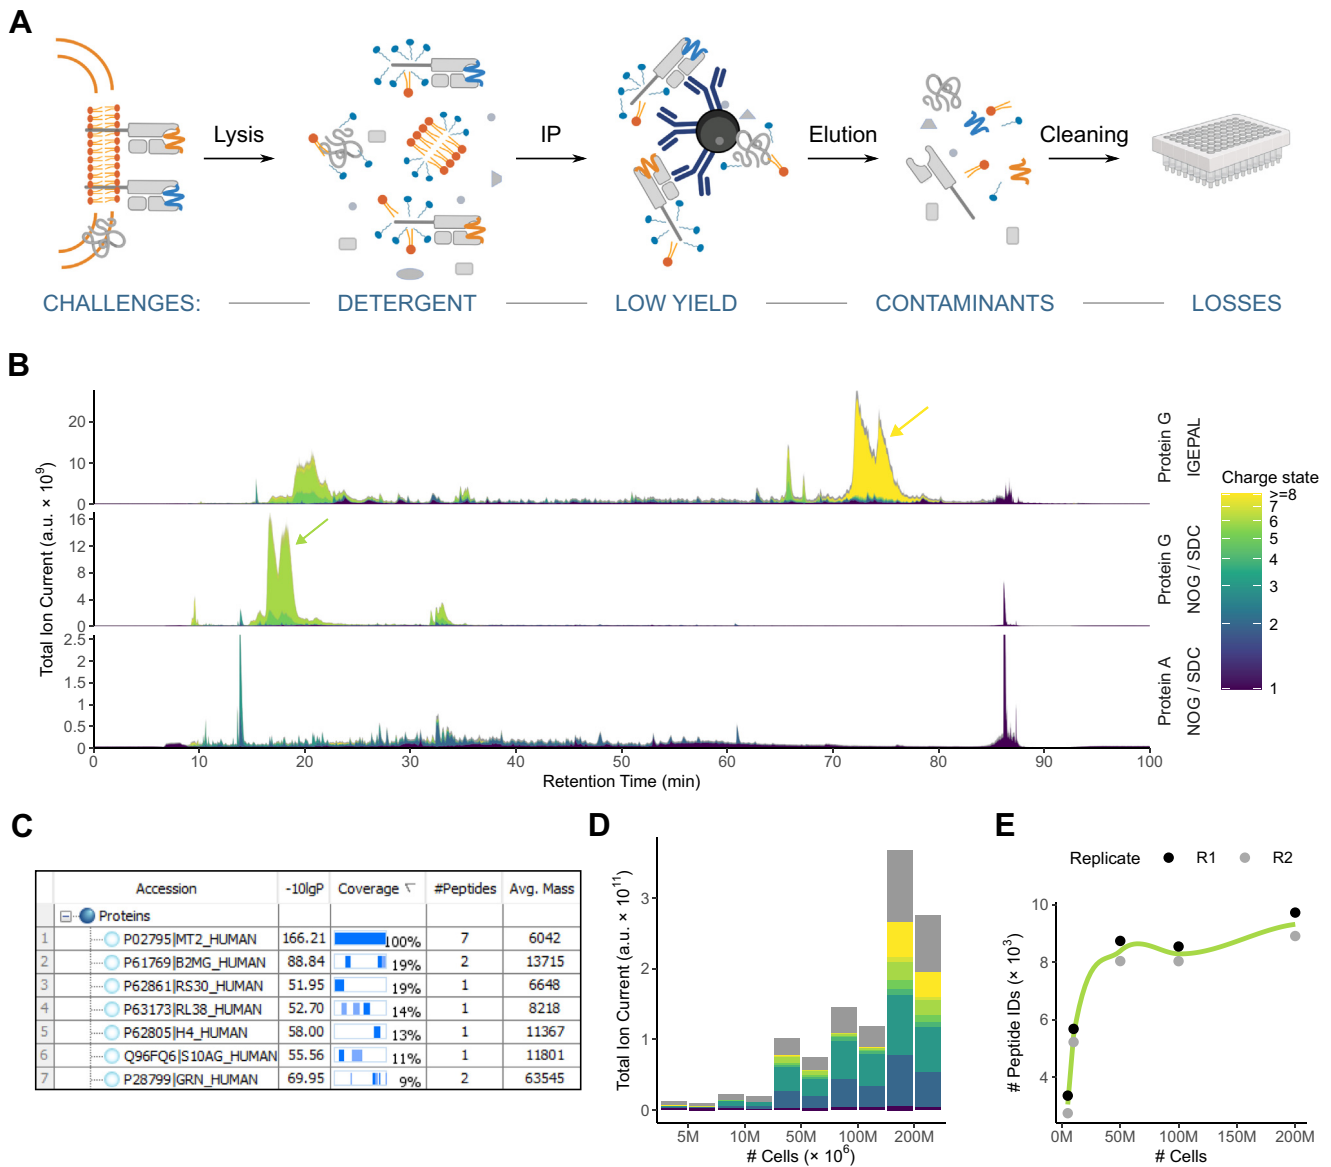 A
Lysis
IP
Elution
Cleaning
CHALLENGES:
DETERGENT
LOW YIELD
CONTAMINANTS
LOSSES
B
Total Ion Current (a.u. × 10⁹)
20
10
0
16
12
8
4
0
2.5
2
1.5
1
0.5
0
0 10 20 30 40 50 60 70 80 90 100
Retention Time (min)
Protein G
IGEPAL
Protein G
NOG / SDC
Protein A
NOG / SDC
Charge state
>=8
7
6
5
4
3
2
1
C
Accession -10lgP Coverage #Peptides Avg. Mass
Proteins
1 P02795|MT2_HUMAN 166.21 100% 7 6042
2 P61769|B2MG_HUMAN 88.84 19% 2 13715
3 P62861|RS30_HUMAN 51.95 19% 1 6648
4 P63173|RL38_HUMAN 52.70 14% 1 8218
5 P62805|H4_HUMAN 58.00 13% 1 11367
6 Q96FQ6|S10AG_HUMAN 55.56 11% 1 11801
7 P28799|GRN_HUMAN 69.95 9% 2 63545
D
Total Ion Current (a.u. × 10¹¹)
3
2
1
0
5M 10M 50M 100M 200M
# Cells (× 10⁶)
E
Replicate R1 R2
# Peptide IDs (× 10³)
10
8
6
4
0M 50M 100M 150M 200M
# Cells